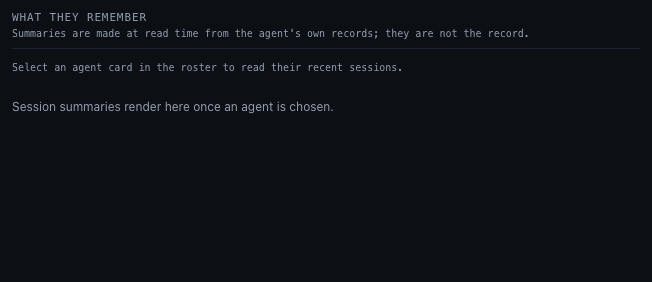 WHAT THEY REMEMBER
Summaries are made at read time from the agent's own records; they are not the record.
Select an agent card in the roster to read their recent sessions.
Session summaries render here once an agent is chosen.